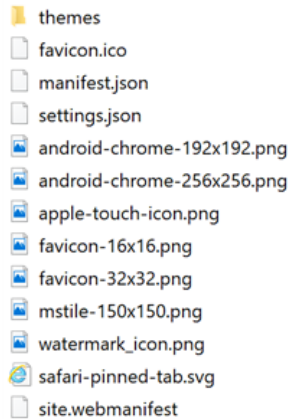 themes
favicon.ico
manifest.json
settings.json
android-chrome-192x192.png
android-chrome-256x256.png
apple-touch-icon.png
favicon-16x16.png
favicon-32x32.png
mstile-150x150.png
watermark_icon.png
safari-pinned-tab.svg
site.webmanifest